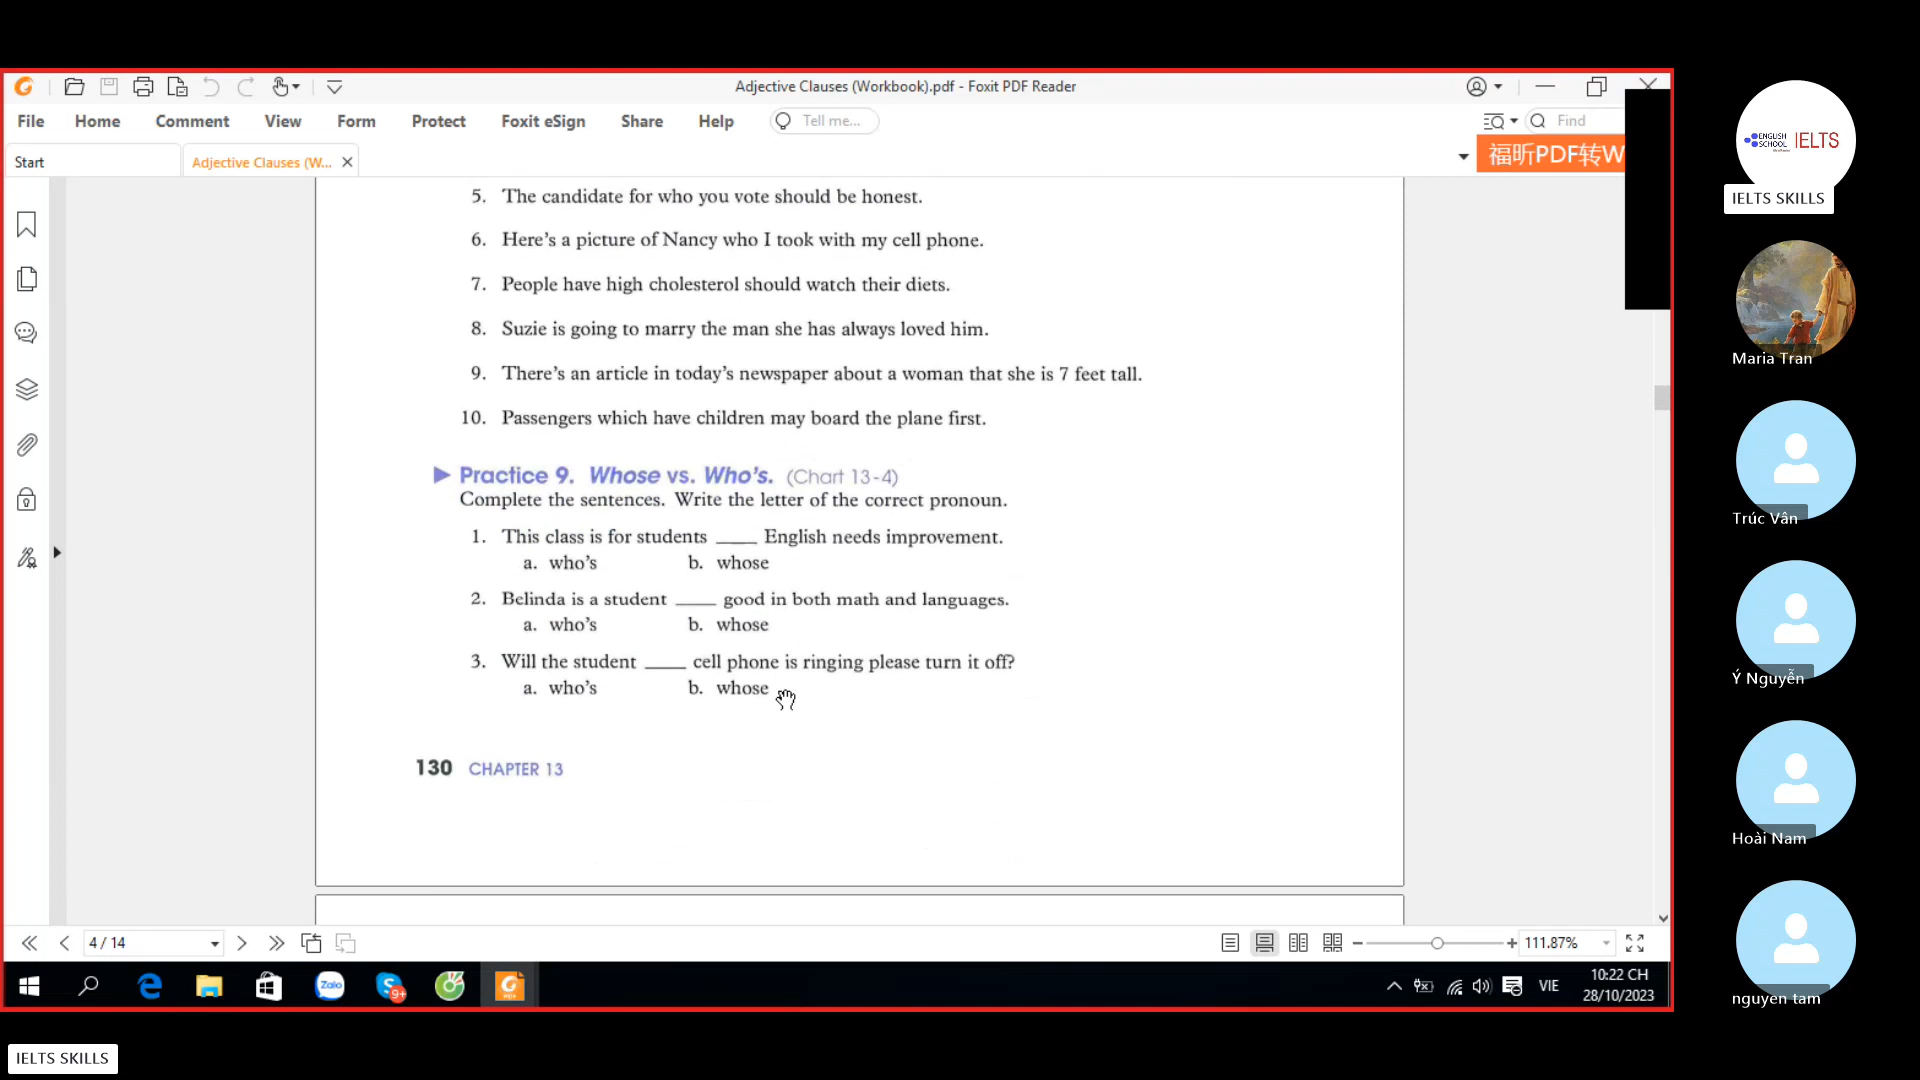 Adjective Clauses (Workbook).pdf - Foxit PDF Reader
File Home Comment View Form Protect Foxit eSign Share Help Tell me... Find
Start Adjective Clauses (W... 福昕PDF转W
5. The candidate for who you vote should be honest.
6. Here's a picture of Nancy who I took with my cell phone.
7. People have high cholesterol should watch their diets.
8. Suzie is going to marry the man she has always loved him.
9. There's an article in today's newspaper about a woman that she is 7 feet tall.
10. Passengers which have children may board the plane first.
Practice 9. Whose vs. Who's. (Chart 13-4)
Complete the sentences. Write the letter of the correct pronoun.
1. This class is for students ____ English needs improvement.
a. who's b. whose
2. Belinda is a student ____ good in both math and languages.
a. who's b. whose
3. Will the student ____ cell phone is ringing please turn it off?
a. who's b. whose
130 CHAPTER 13
4 / 14 111.87%
Zalo 9+ VIE 10:22 CH
28/10/2023
IELTS SKILLS
ENGLISH SCHOOL IELTS
IELTS SKILLS
Maria Tran
Trúc Vân
Ý Nguyễn
Hoài Nam
nguyen tam